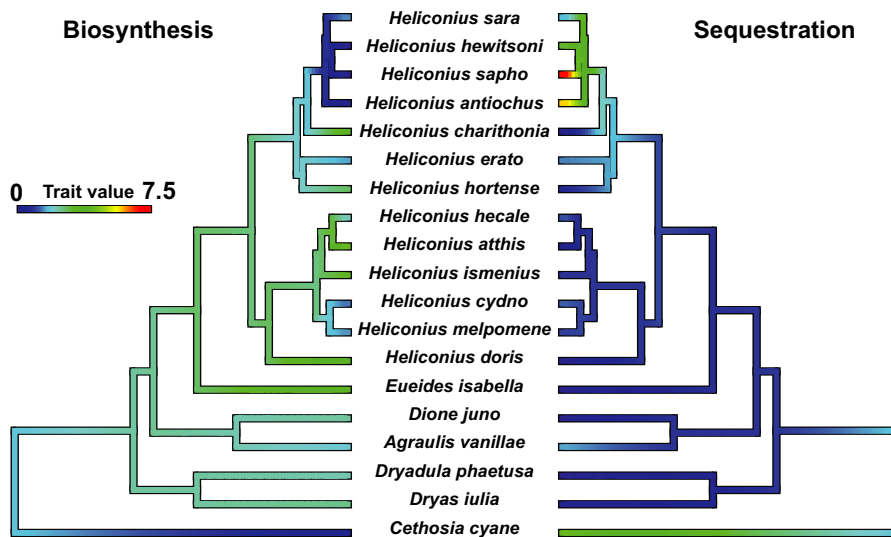 Biosynthesis
Sequestration
0 Trait value 7.5
Heliconius sara
Heliconius hewitsoni
Heliconius sapho
Heliconius antiochus
Heliconius charithonia
Heliconius erato
Heliconius hortense
Heliconius hecale
Heliconius atthis
Heliconius ismenius
Heliconius cydno
Heliconius melpomene
Heliconius doris
Eueides isabella
Dione juno
Agraulis vanillae
Dryadula phaetusa
Dryas iulia
Cethosia cyane